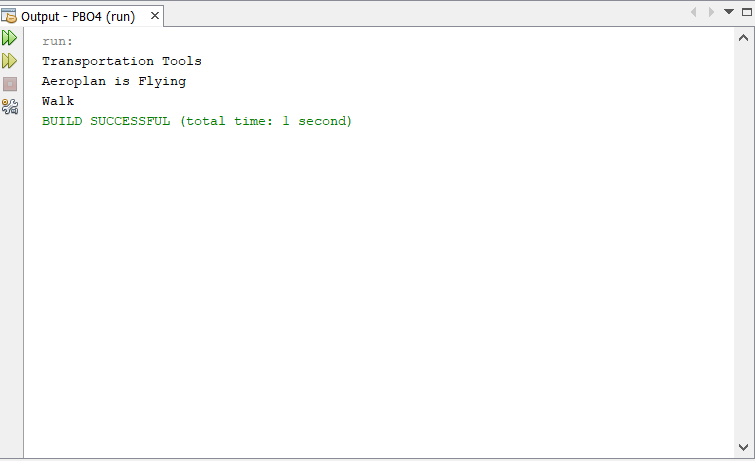 Output - PBO4 (run)
run:
Transportation Tools
Aeroplan is Flying
Walk
BUILD SUCCESSFUL (total time: 1 second)